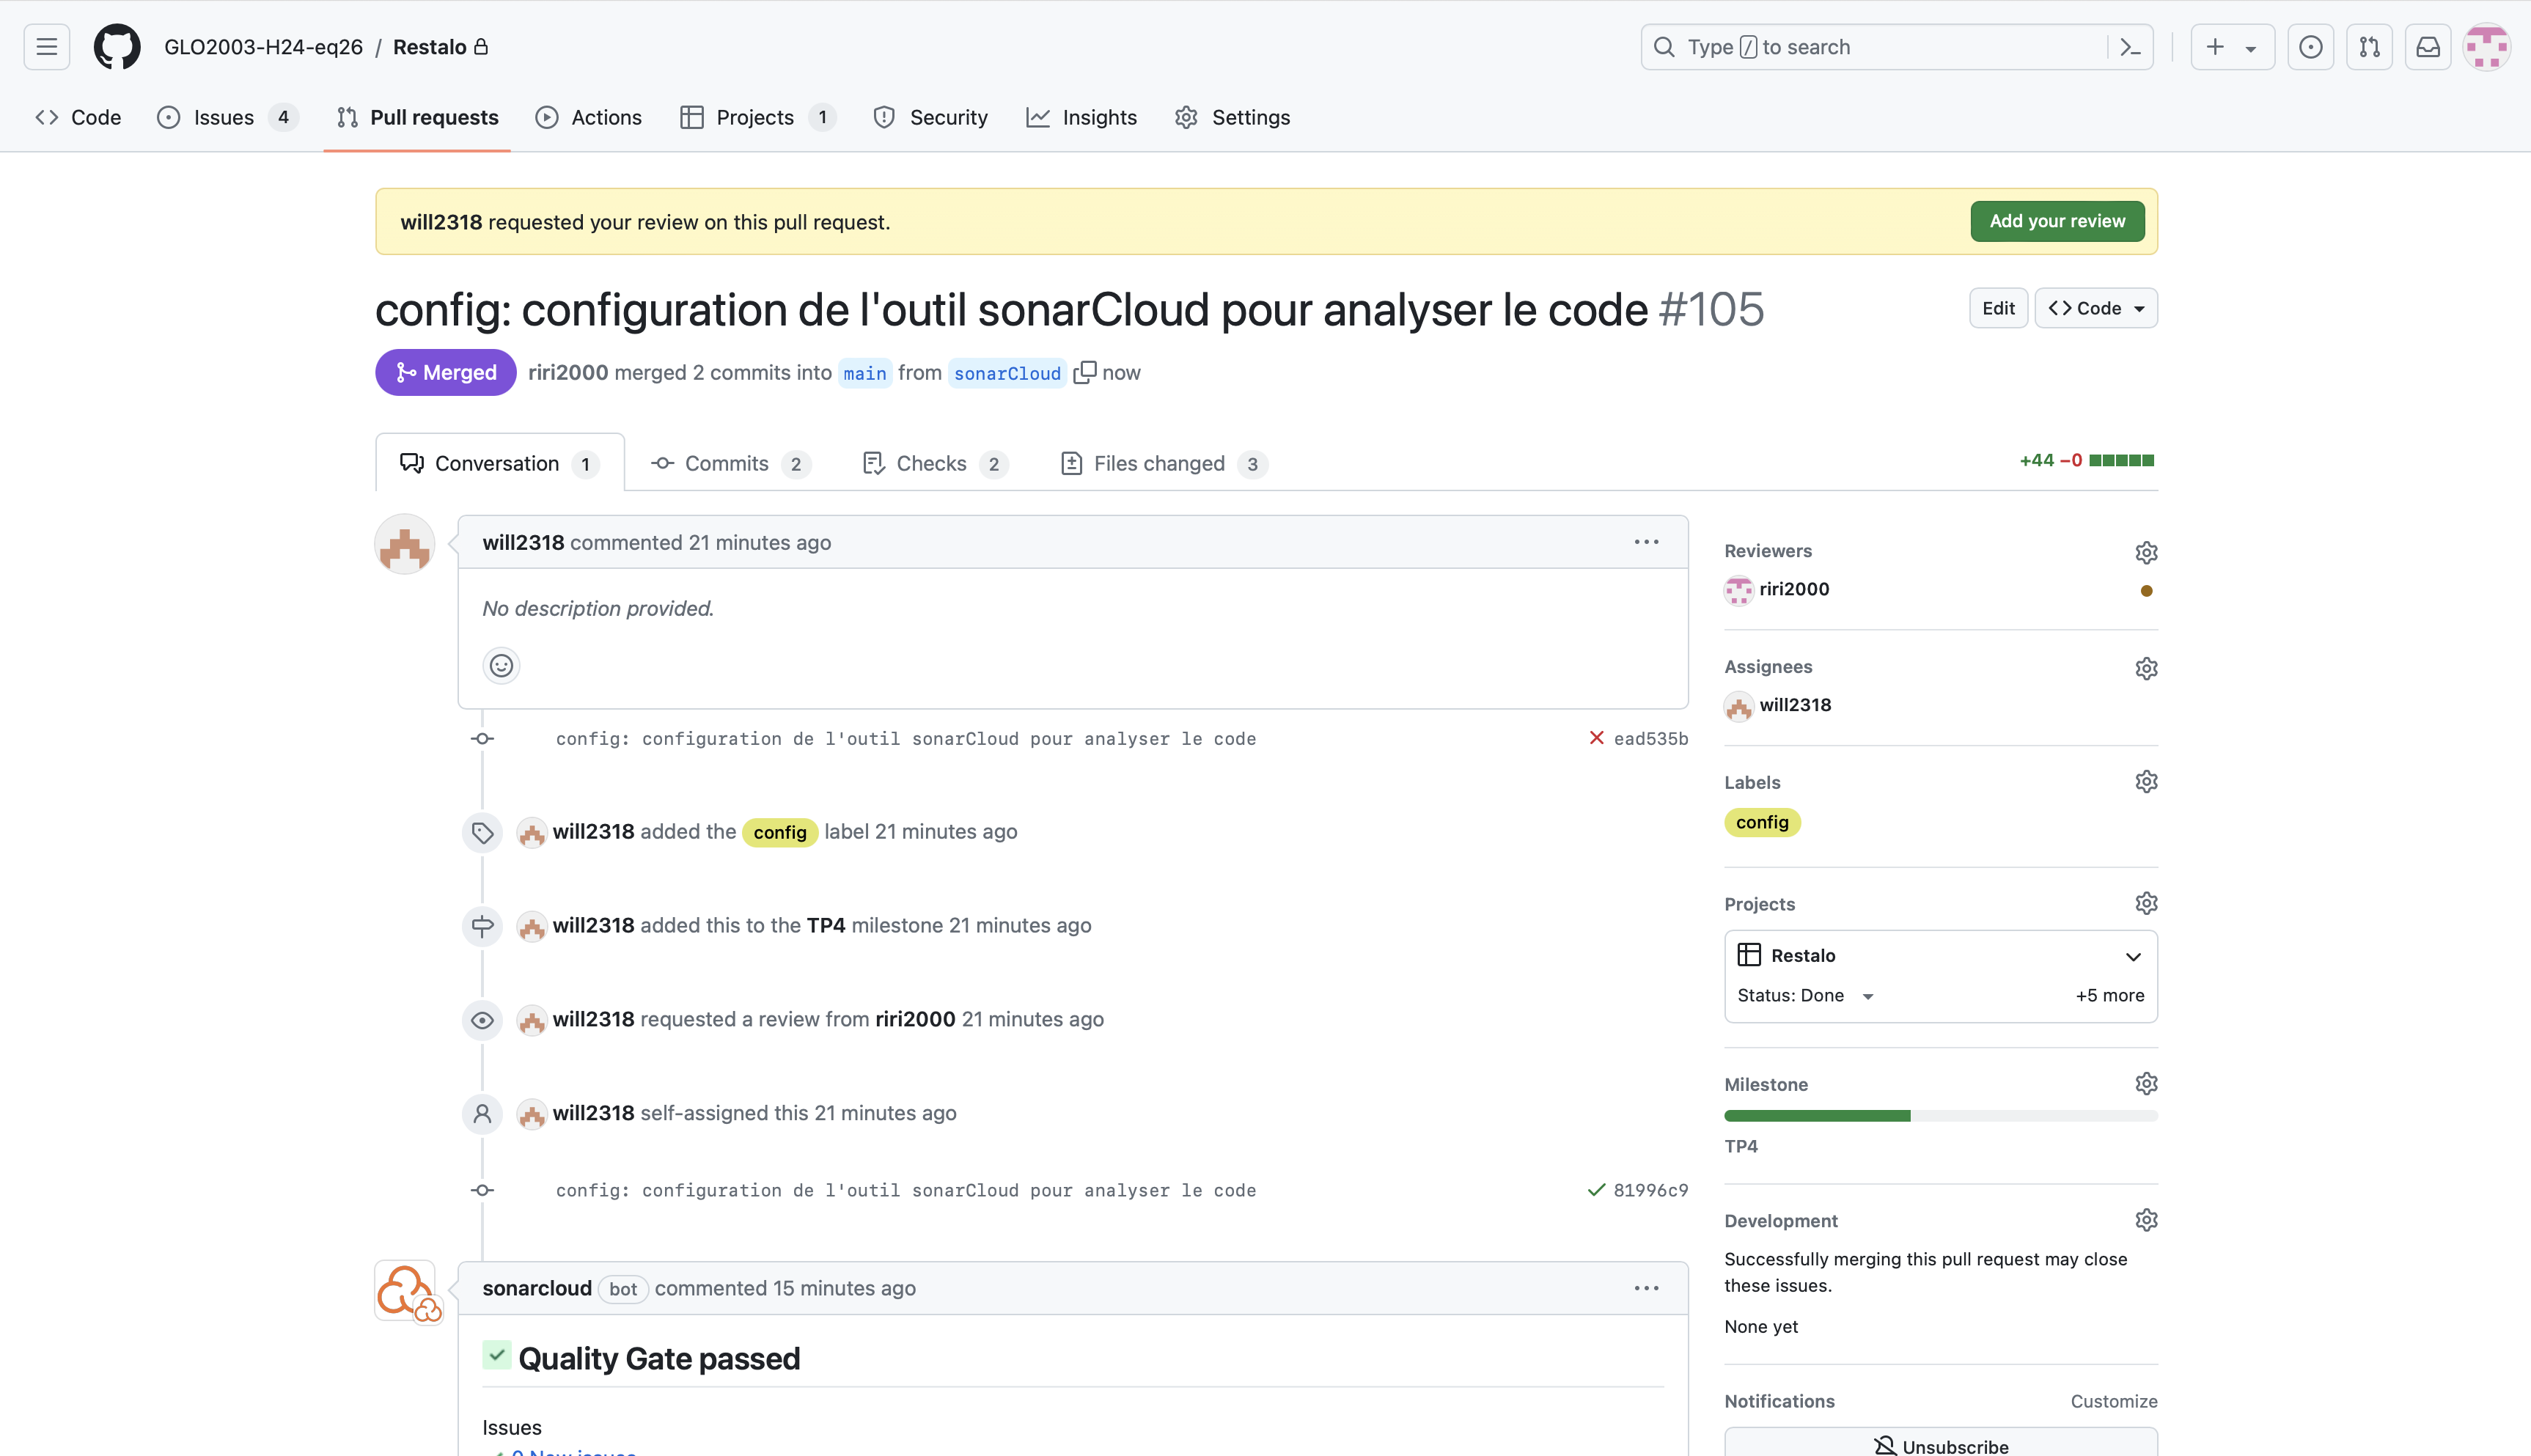 GLO2003-H24-eq26 / Restalo
Type / to search
Code
Issues 4
Pull requests
Actions
Projects 1
Security
Insights
Settings
will2318 requested your review on this pull request.
Add your review
config: configuration de l'outil sonarCloud pour analyser le code #105
Edit
Code
Merged
riri2000 merged 2 commits into main from sonarCloud now
Conversation 1
Commits 2
Checks 2
Files changed 3
+44 −0
will2318 commented 21 minutes ago
No description provided.
config: configuration de l'outil sonarCloud pour analyser le code ead535b
will2318 added the config label 21 minutes ago
will2318 added this to the TP4 milestone 21 minutes ago
will2318 requested a review from riri2000 21 minutes ago
will2318 self-assigned this 21 minutes ago
config: configuration de l'outil sonarCloud pour analyser le code 81996c9
sonarcloud bot commented 15 minutes ago
Quality Gate passed
Issues
0 New issues
Reviewers
riri2000
Assignees
will2318
Labels
config
Projects
Restalo
Status: Done
+5 more
Milestone
TP4
Development
Successfully merging this pull request may close
these issues.
None yet
Notifications
Customize
Unsubscribe